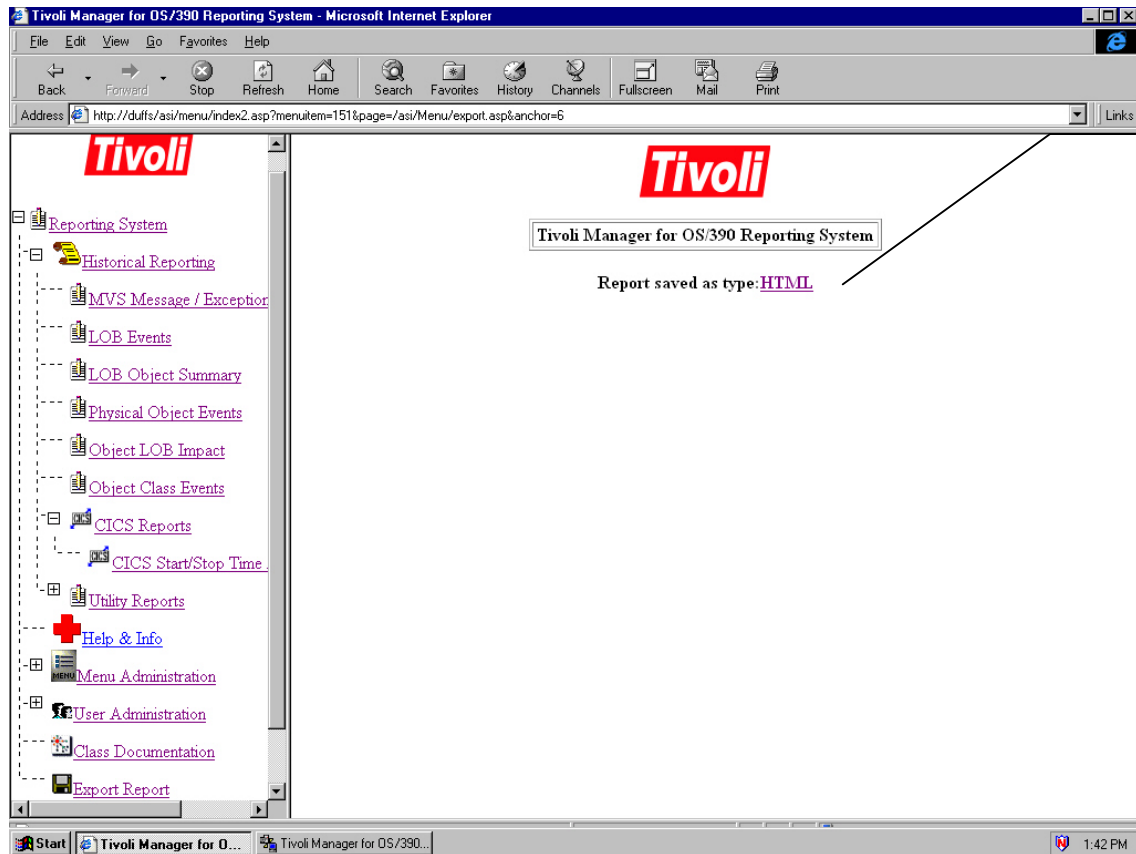 Tivoli Manager for OS/390 Reporting System - Microsoft Internet Explorer
File Edit View Go Favorites Help
Back Forward Stop Refresh Home Search Favorites History Channels Fullscreen Mail Print
Address http://duffs/asi/menu/index2.asp?menuitem=151&page=/asi/Menu/export.asp&anchor=6 Links
Tivoli
Reporting System
Historical Reporting
MVS Message / Exception
LOB Events
LOB Object Summary
Physical Object Events
Object LOB Impact
Object Class Events
CICS CICS Reports
CICS CICS Start/Stop Time
Utility Reports
Help & Info
MENU Menu Administration
User Administration
Class Documentation
Export Report
Tivoli
Tivoli Manager for OS/390 Reporting System
Report saved as type:HTML
Start Tivoli Manager for O... Tivoli Manager for OS/390... N 1:42 PM